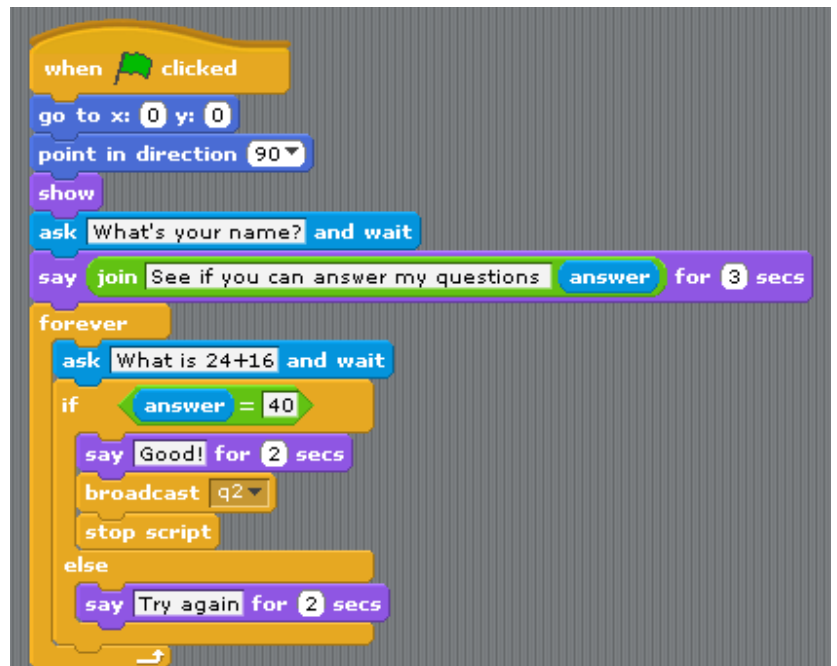 when clicked
go to x: 0 y: 0
point in direction 90
show
ask What's your name? and wait
say join See if you can answer my questions answer for 3 secs
forever
ask What is 24+16 and wait
if answer = 40
say Good! for 2 secs
broadcast q2
stop script
else
say Try again for 2 secs